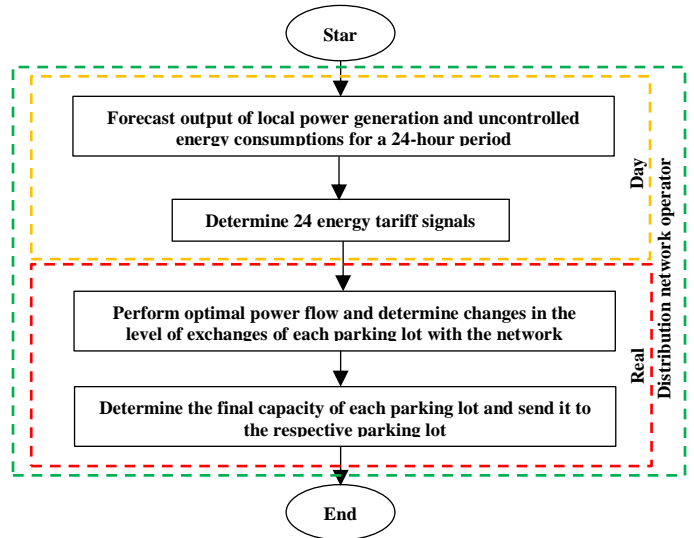 Star
Forecast output of local power generation and uncontrolled
energy consumptions for a 24-hour period
Day
Determine 24 energy tariff signals
Distribution network operator
Perform optimal power flow and determine changes in the
level of exchanges of each parking lot with the network
Real
Determine the final capacity of each parking lot and send it to
the respective parking lot
End